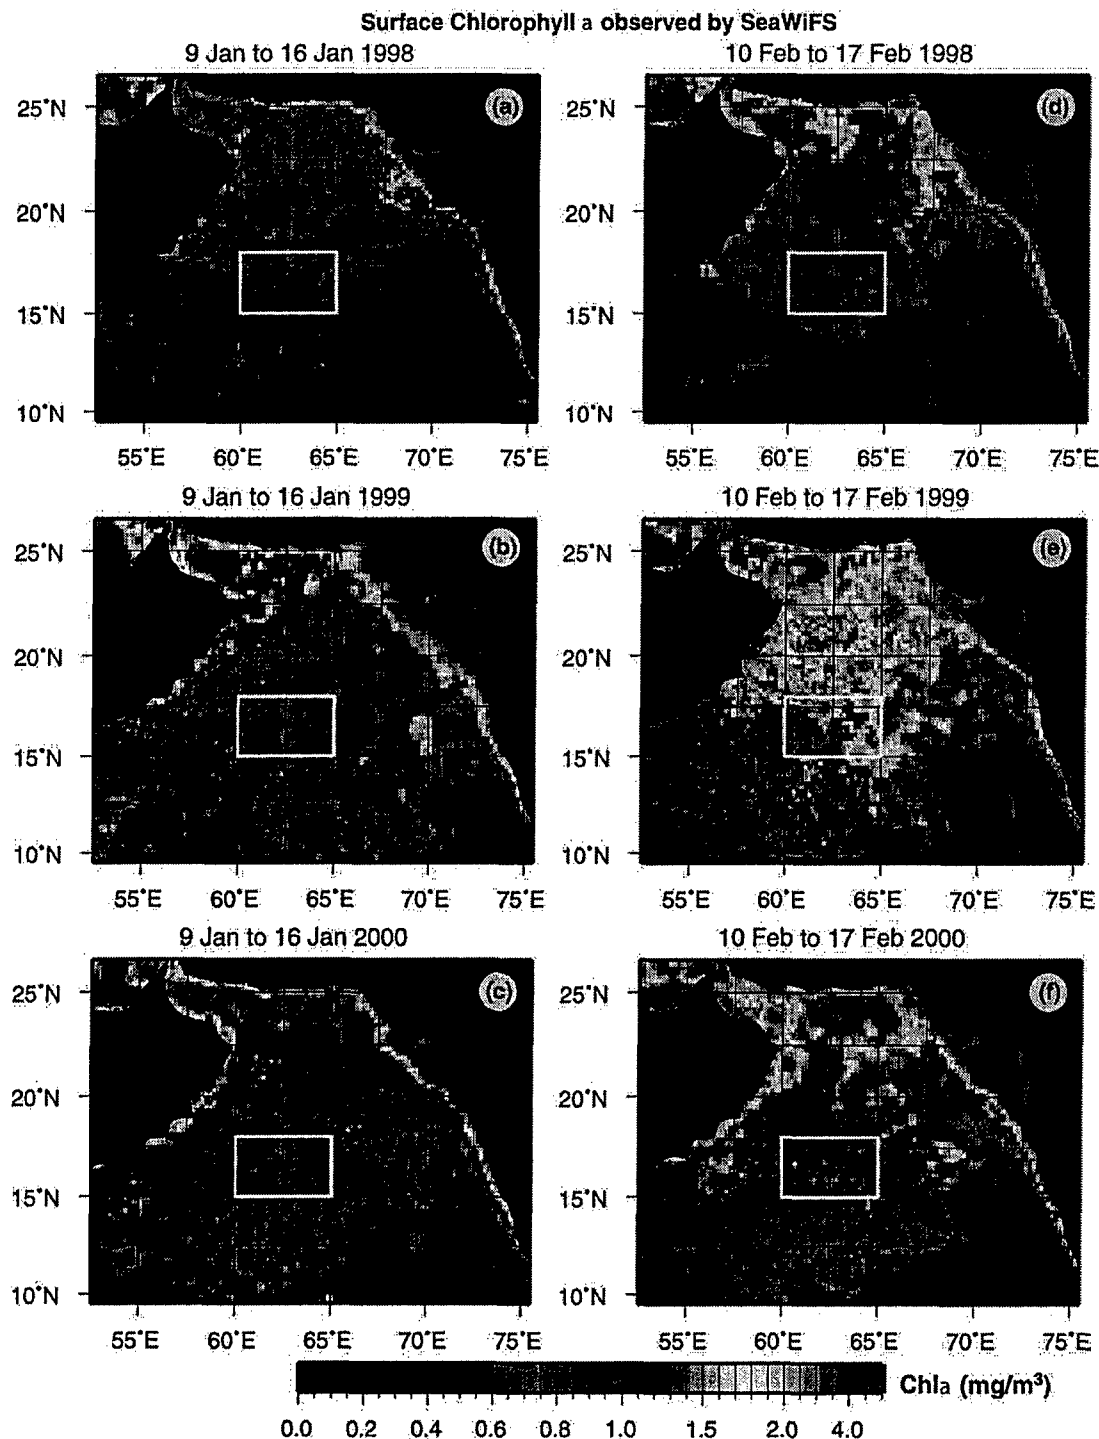 Surface Chlorophyll a observed by SeaWiFS
9 Jan to 16 Jan 1998
10 Feb to 17 Feb 1998
25°N
(a)
(d)
20°N
15°N
10°N
55°E 60°E 65°E 70°E 75°E
55°E 60°E 65°E 70°E 75°E
9 Jan to 16 Jan 1999
10 Feb to 17 Feb 1999
25°N
(b)
25°N
(e)
20°N
20°N
15°N
15°N
10°N
10°N
55°E 60°E 65°E 70°E 75°E
55°E 60°E 65°E 70°E 75°E
9 Jan to 16 Jan 2000
10 Feb to 17 Feb 2000
25°N
(c)
25°N
(f)
20°N
20°N
15°N
15°N
10°N
10°N
55°E 60°E 65°E 70°E 75°E
55°E 60°E 65°E 70°E 75°E
Chla (mg/m³)
0.0 0.2 0.4 0.6 0.8 1.0 1.5 2.0 4.0